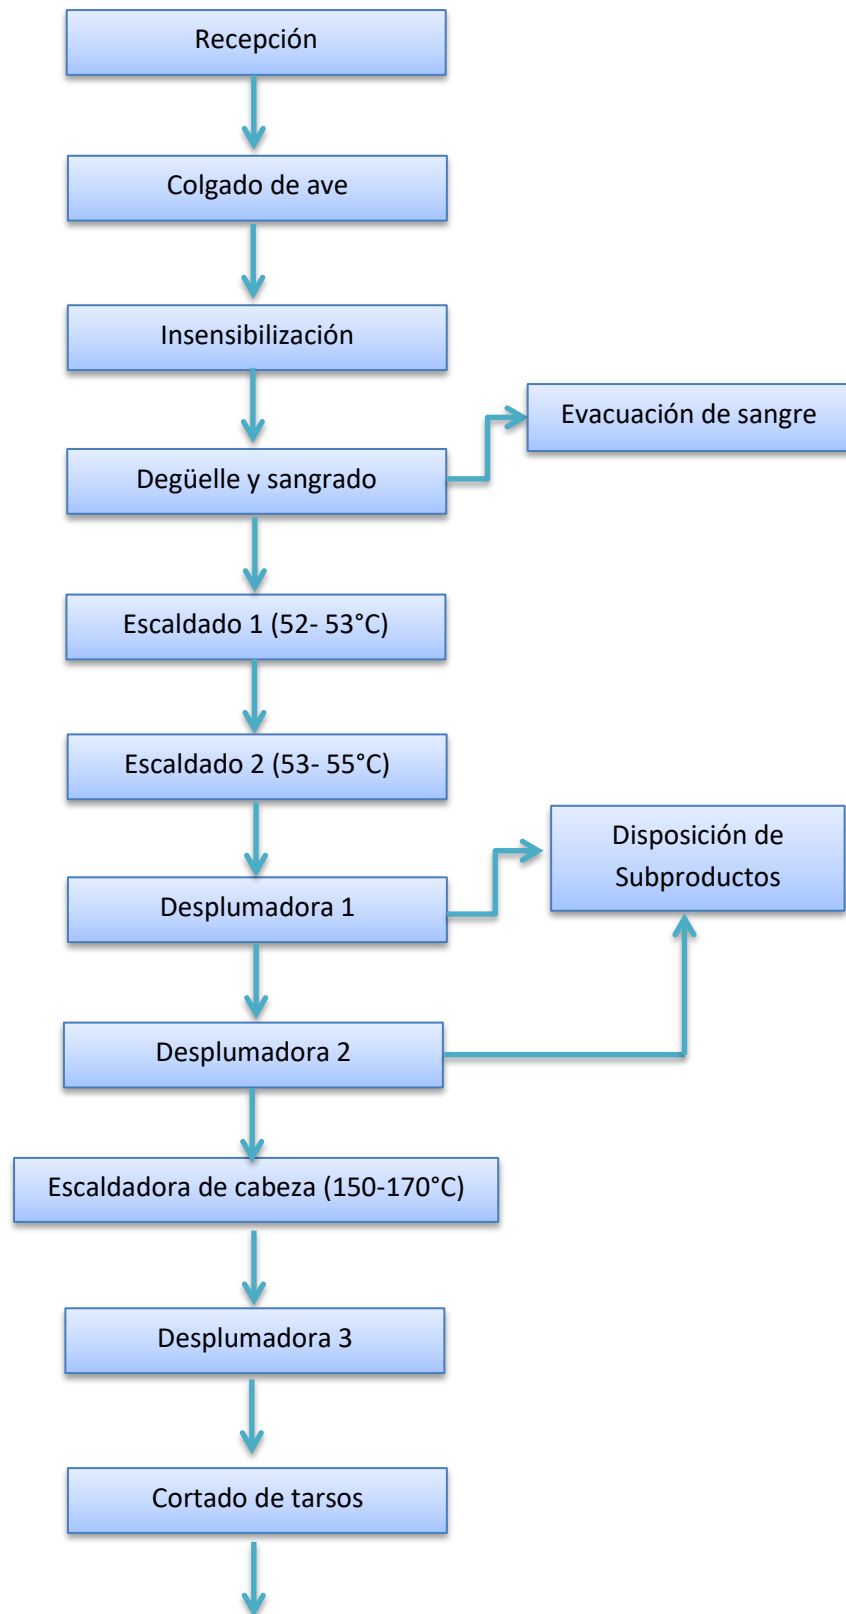 Recepción
Colgado de ave
Insensibilización
Evacuación de sangre
Degüelle y sangrado
Escaldado 1 (52- 53°C)
Escaldado 2 (53- 55°C)
Disposición de
Subproductos
Desplumadora 1
Desplumadora 2
Escaldadora de cabeza (150-170°C)
Desplumadora 3
Cortado de tarsos